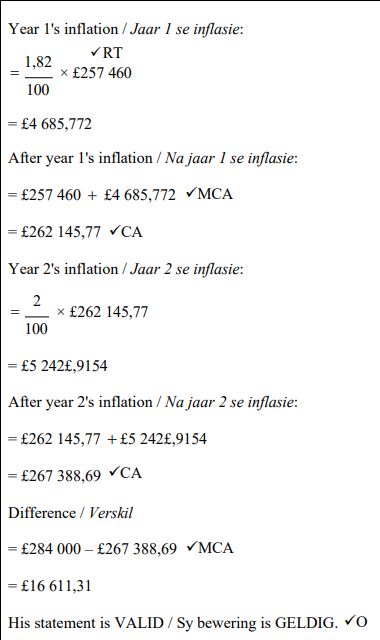 Year 1's inflation / Jaar 1 se inflasie:
= 1,82/100 × £257 460 ✓RT
= £4 685,772
After year 1's inflation / Na jaar 1 se inflasie:
= £257 460 + £4 685,772 ✓MCA
= £262 145,77 ✓CA
Year 2's inflation / Jaar 2 se inflasie:
= 2/100 × £262 145,77
= £5 242£,9154
After year 2's inflation / Na jaar 2 se inflasie:
= £262 145,77 + £5 242£,9154
= £267 388,69 ✓CA
Difference / Verskil
= £284 000 – £267 388,69 ✓MCA
= £16 611,31
His statement is VALID / Sy bewering is GELDIG. ✓O